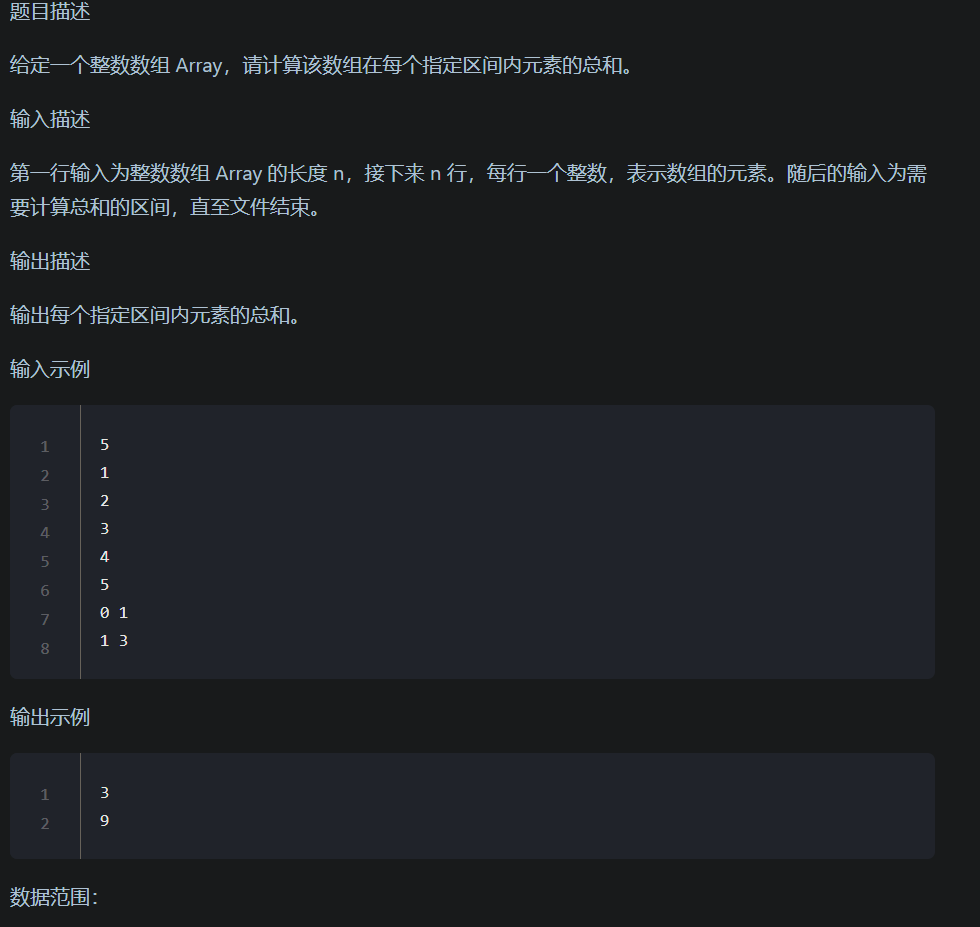 题目描述
给定一个整数数组 Array，请计算该数组在每个指定区间内元素的总和。
输入描述
第一行输入为整数数组 Array 的长度 n，接下来 n 行，每行一个整数，表示数组的元素。随后的输入为需
要计算总和的区间，直至文件结束。
输出描述
输出每个指定区间内元素的总和。
输入示例
1 5
2 1
3 2
4 3
5 4
6 5
7 0 1
8 1 3
输出示例
1 3
2 9
数据范围：